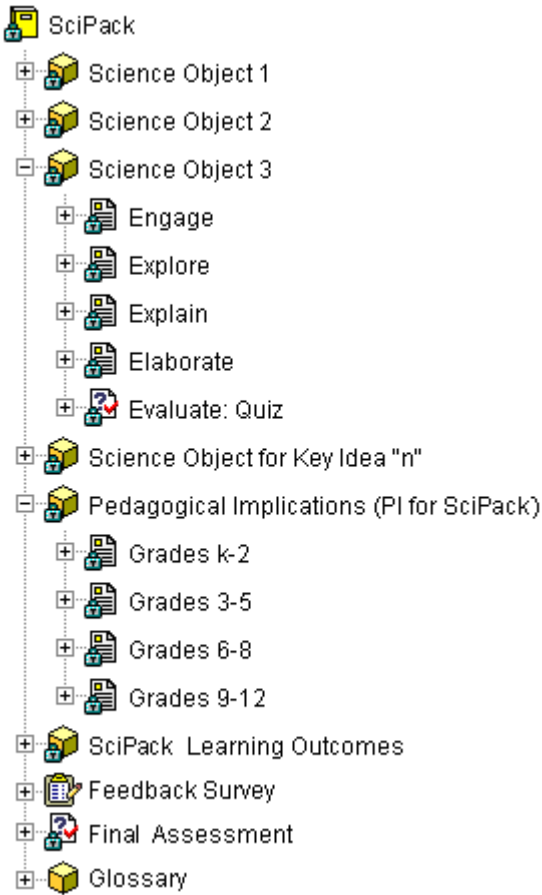 SciPack
Science Object 1
Science Object 2
Science Object 3
Engage
Explore
Explain
Elaborate
Evaluate: Quiz
Science Object for Key Idea "n"
Pedagogical Implications (PI for SciPack)
Grades k-2
Grades 3-5
Grades 6-8
Grades 9-12
SciPack Learning Outcomes
Feedback Survey
Final Assessment
Glossary